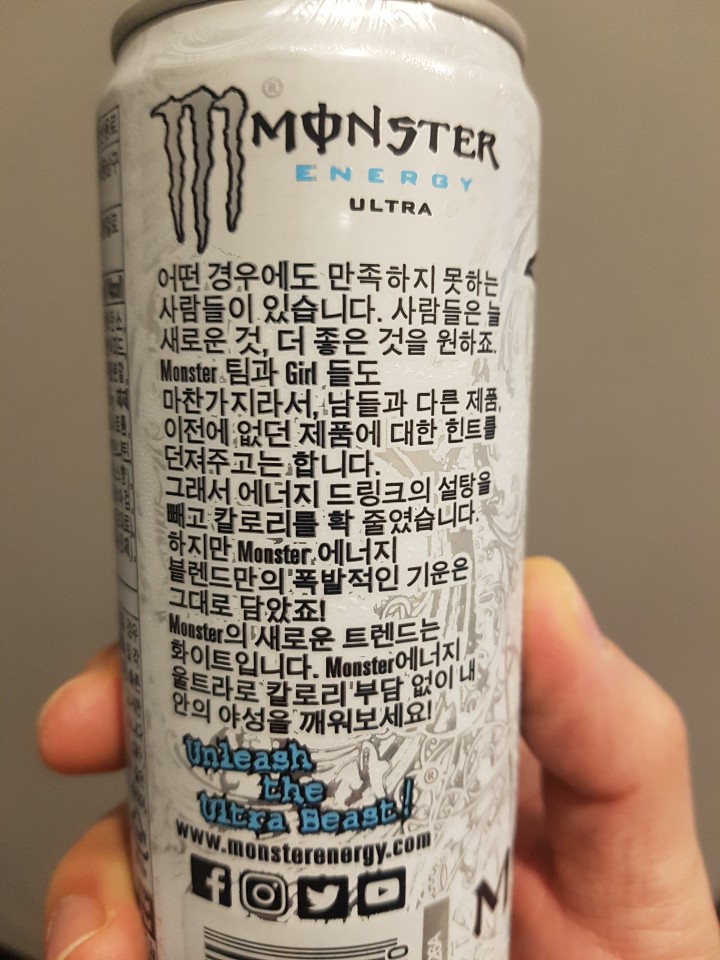 MONSTER
ENERGY
ULTRA
어떤 경우에도 만족하지 못하는
사람들이 있습니다. 사람들은 늘
새로운 것, 더 좋은 것을 원하죠.
Monster 팀과 Girl 들도
마찬가지라서, 남들과 다른 제품,
이전에 없던 제품에 대한 힌트를
던져주고는 합니다.
그래서 에너지 드링크의 설탕을
빼고 칼로리를 확 줄였습니다.
하지만 Monster 에너지
블렌드만의 폭발적인 기운은
그대로 담았죠!
Monster의 새로운 트렌드는
화이트입니다. Monster에너지
울트라로 칼로리 부담 없이 내
안의 야성을 깨워보세요!
Unleash
the
Ultra Beast!
www.monsterenergy.com